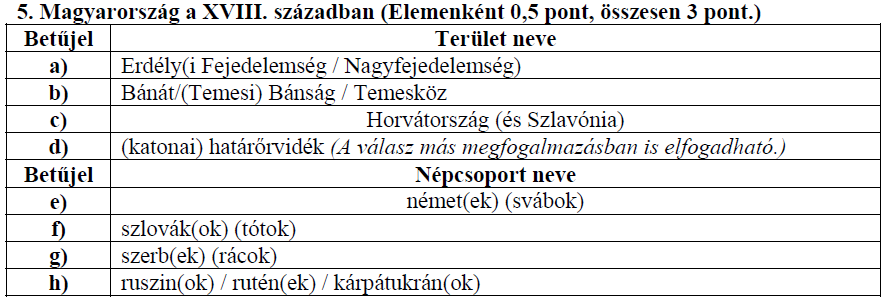 5. Magyarország a XVIII. században (Elemenként 0,5 pont, összesen 3 pont.)
Betűjel Terület neve
a) Erdély(i Fejedelemség / Nagyfejedelemség)
b) Bánát/(Temesi) Bánság / Temesköz
c) Horvátország (és Szlavónia)
d) (katonai) határőrvidék (A válasz más megfogalmazásban is elfogadható.)
Betűjel Népcsoport neve
e) német(ek) (svábok)
f) szlovák(ok) (tótok)
g) szerb(ek) (rácok)
h) ruszin(ok) / rutén(ek) / kárpátukrán(ok)